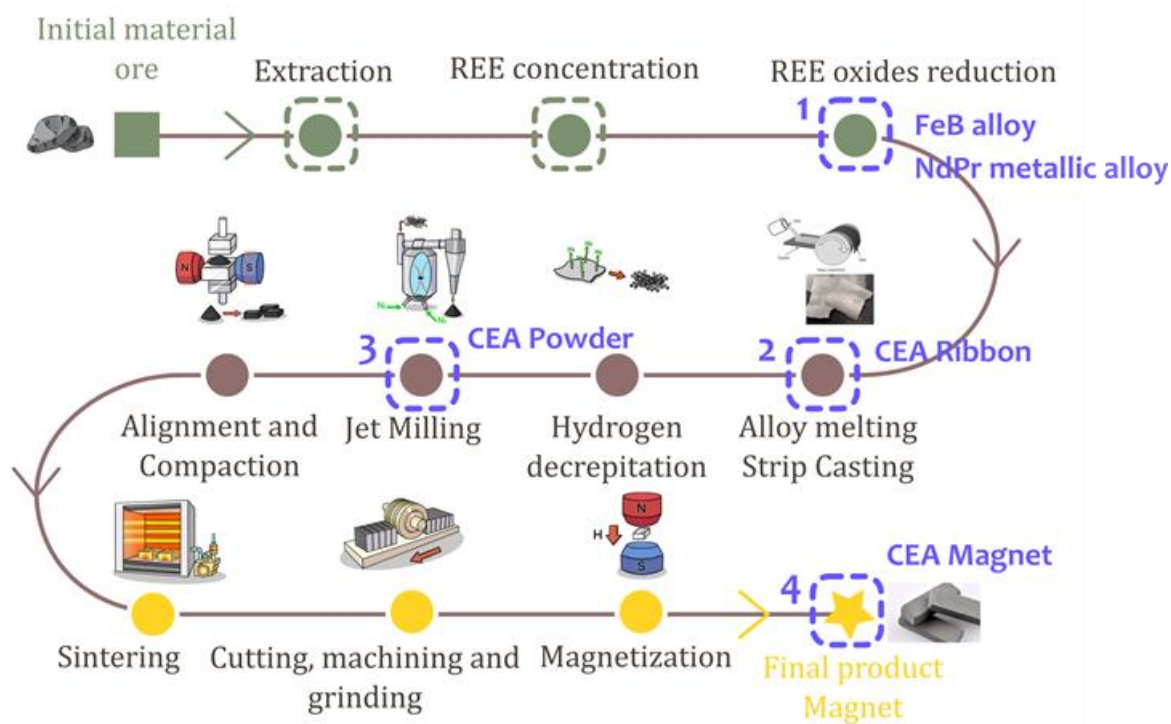 Initial material
ore
Extraction
REE concentration
REE oxides reduction
1
FeB alloy
NdPr metallic alloy
N
S
N₂
N₂
3
CEA Powder
2
CEA Ribbon
Alignment and
Compaction
Jet Milling
Hydrogen
decrepitation
Alloy melting
Strip Casting
N
H
S
CEA Magnet
4
Sintering
Cutting, machining and
grinding
Magnetization
Final product
Magnet